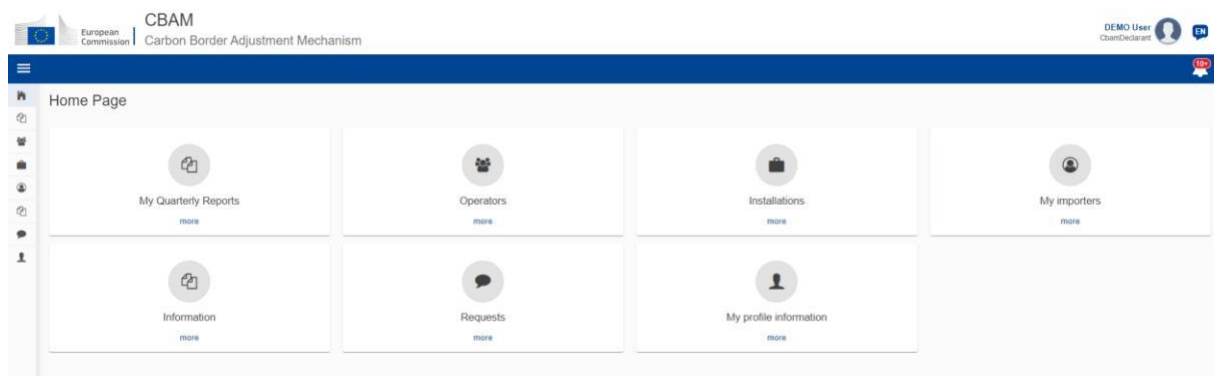 European
Commission
CBAM
Carbon Border Adjustment Mechanism
DEMO User
CbamDeclarant
EN
10+
Home Page
My Quarterly Reports
more
Operators
more
Installations
more
My importers
more
Information
more
Requests
more
My profile information
more